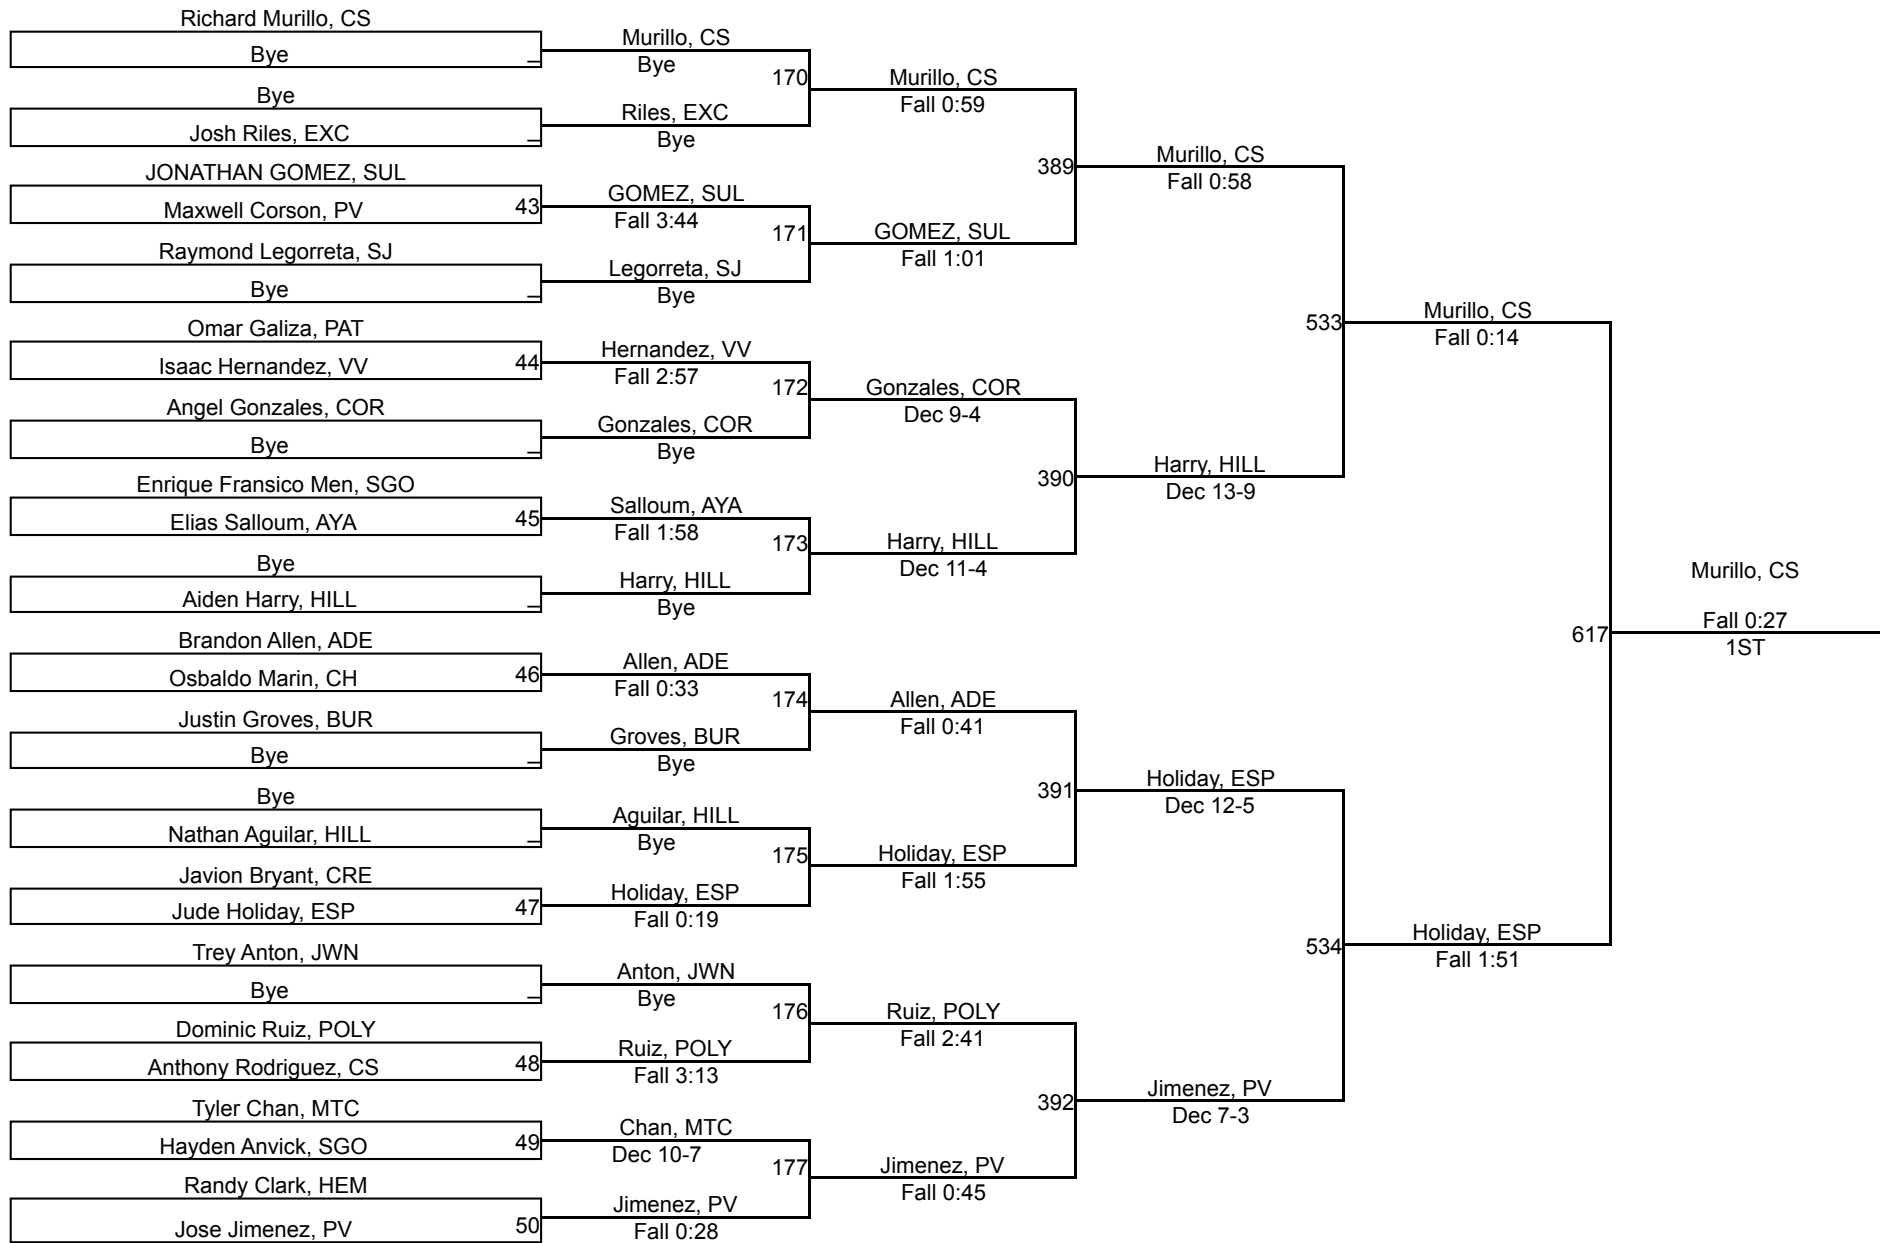 Richard Murillo, CS
Bye
_
Bye
Josh Riles, EXC
_
JONATHAN GOMEZ, SUL
Maxwell Corson, PV
43
Raymond Legorreta, SJ
Bye
_
Omar Galiza, PAT
Isaac Hernandez, VV
44
Angel Gonzales, COR
Bye
_
Enrique Fransico Men, SGO
Elias Salloum, AYA
45
Bye
Aiden Harry, HILL
_
Brandon Allen, ADE
Osbaldo Marin, CH
46
Justin Groves, BUR
Bye
_
Bye
Nathan Aguilar, HILL
_
Javion Bryant, CRE
Jude Holiday, ESP
47
Trey Anton, JWN
Bye
_
Dominic Ruiz, POLY
Anthony Rodriguez, CS
48
Tyler Chan, MTC
Hayden Anvick, SGO
49
Randy Clark, HEM
Jose Jimenez, PV
50
Murillo, CS
Bye
170
Riles, EXC
Bye
GOMEZ, SUL
Fall 3:44
171
Legorreta, SJ
Bye
Hernandez, VV
Fall 2:57
172
Gonzales, COR
Bye
Salloum, AYA
Fall 1:58
173
Harry, HILL
Bye
Allen, ADE
Fall 0:33
174
Groves, BUR
Bye
Aguilar, HILL
Bye
175
Holiday, ESP
Fall 0:19
Anton, JWN
Bye
176
Ruiz, POLY
Fall 3:13
Chan, MTC
Dec 10-7
177
Jimenez, PV
Fall 0:28
Murillo, CS
Fall 0:59
389
GOMEZ, SUL
Fall 1:01
Gonzales, COR
Dec 9-4
390
Harry, HILL
Dec 11-4
Allen, ADE
Fall 0:41
391
Holiday, ESP
Fall 1:55
Ruiz, POLY
Fall 2:41
392
Jimenez, PV
Fall 0:45
Murillo, CS
Fall 0:58
533
Harry, HILL
Dec 13-9
Holiday, ESP
Dec 12-5
534
Jimenez, PV
Dec 7-3
Murillo, CS
Fall 0:14
617
Holiday, ESP
Fall 1:51
Murillo, CS
Fall 0:27
1ST